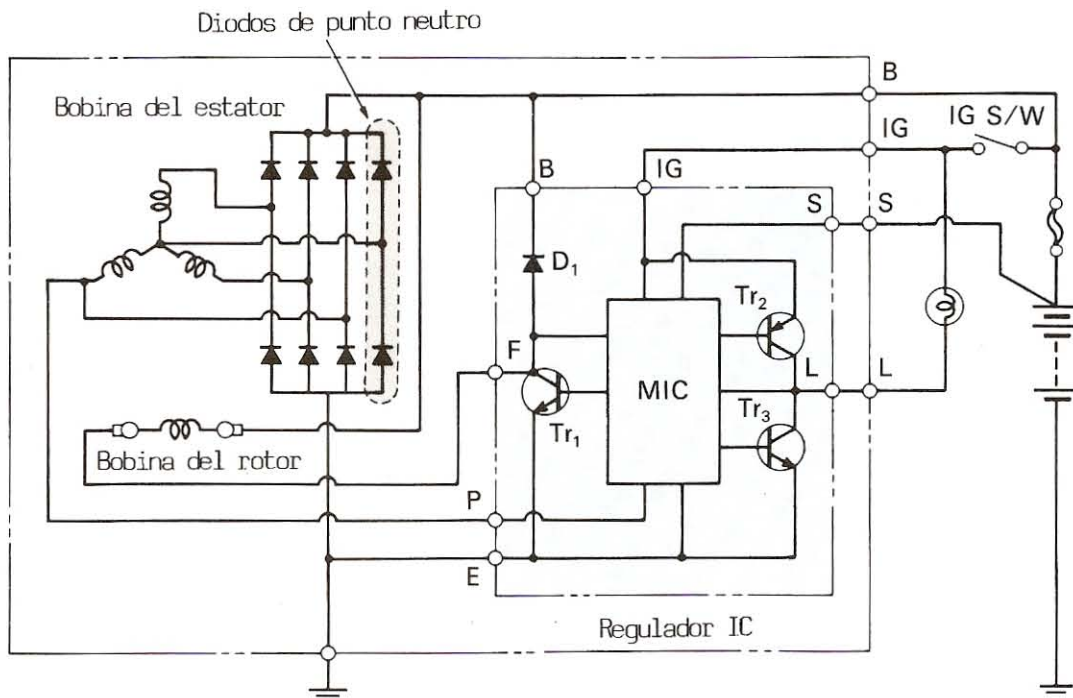 Diodos de punto neutro
Bobina del estator
B
IG
IG S/W
B
IG
S
S
D1
Tr2
F
L
L
MIC
Tr1
Tr3
Bobina del rotor
P
E
Regulador IC